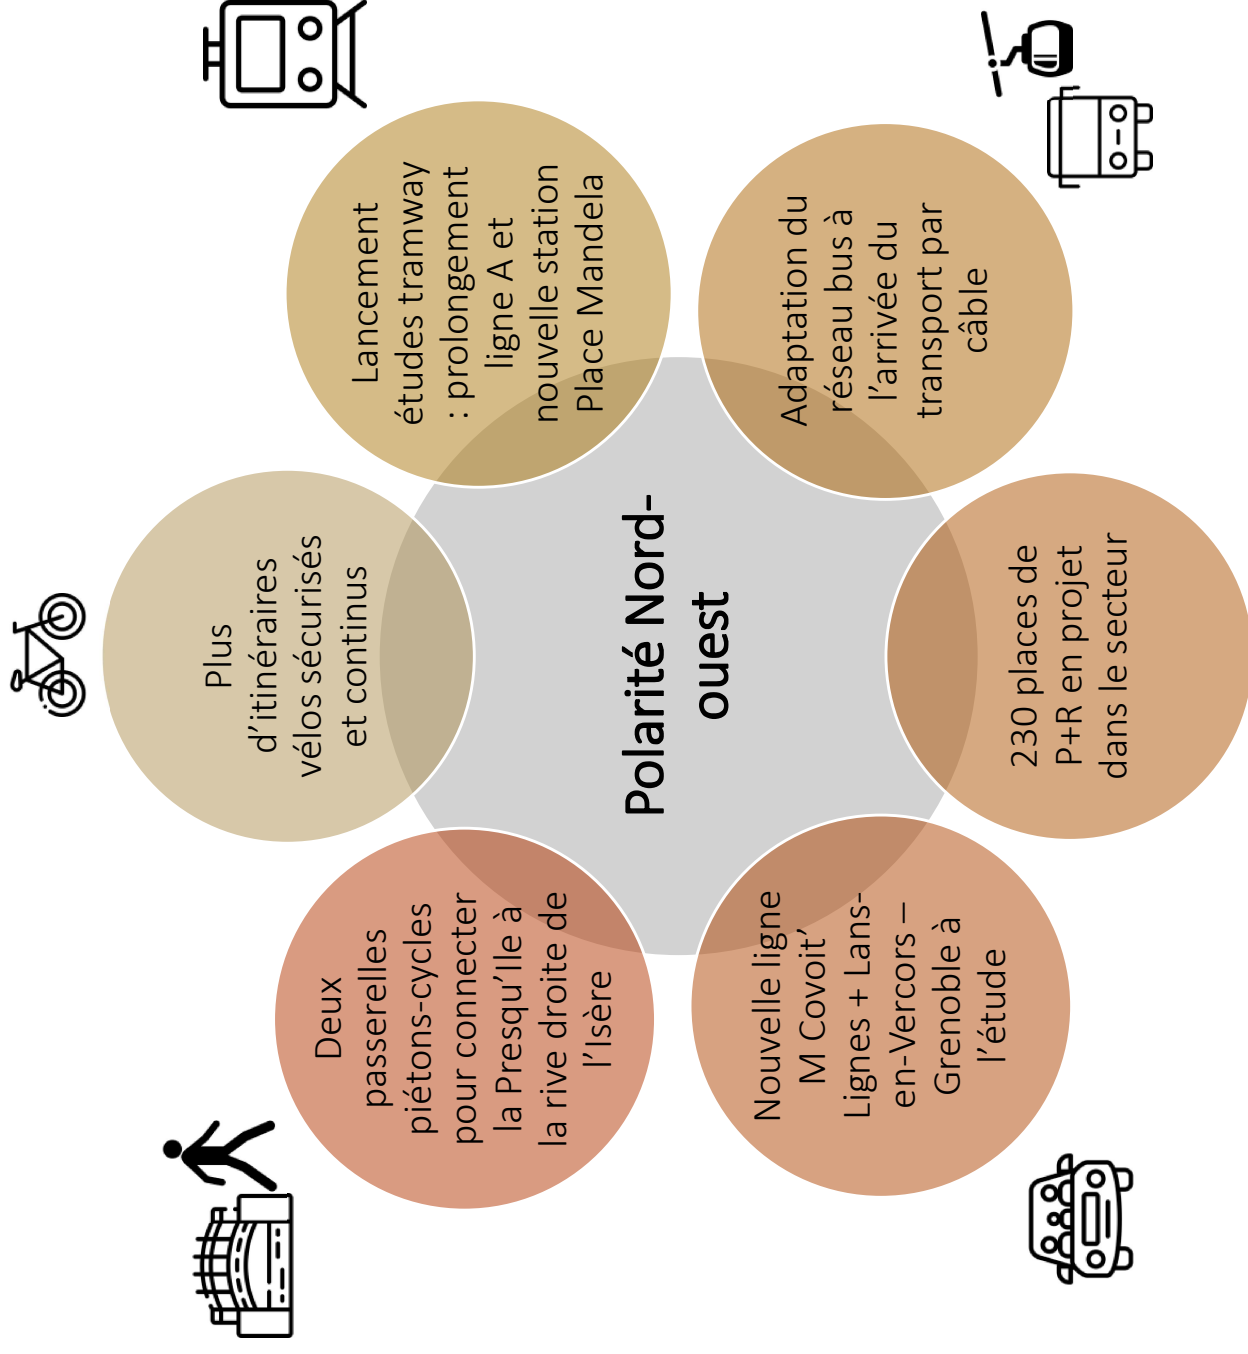 Polarité Nord-
ouest
Plus
d'itinéraires
vélos sécurisés
et continus
Lancement
études tramway
: prolongement
ligne A et
nouvelle station
Place Mandela
Adaptation du
réseau bus à
l'arrivée du
transport par
câble
230 places de
P+R en projet
dans le secteur
Nouvelle ligne
M Covoit'
Lignes + Lans-
en-Vercors –
Grenoble à
l'étude
Deux
passerelles
piétons-cycles
pour connecter
la Presqu'Ile à
la rive droite de
l'Isère